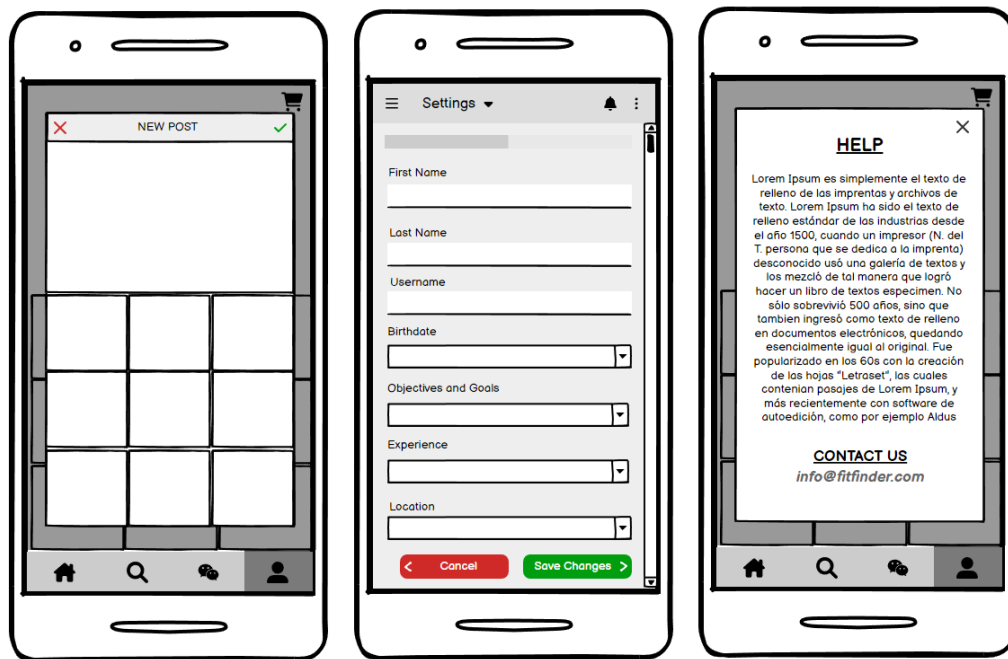 NEW POST
Settings
First Name
Last Name
Username
Birthdate
Objectives and Goals
Experience
Location
Cancel
Save Changes
HELP
Lorem Ipsum es simplemente el texto de
relleno de las imprentas y archivos de
texto. Lorem Ipsum ha sido el texto de
relleno estándar de las industrias desde
el año 1500, cuando un impresor (N. del
T. persona que se dedica a la imprenta)
desconocido usó una galería de textos y
los mezcló de tal manera que logró
hacer un libro de textos especimen. No
sólo sobrevivió 500 años, sino que
tambien ingresó como texto de relleno
en documentos electrónicos, quedando
esencialmente igual al original. Fue
popularizado en los 60s con la creación
de las hojas "Letraset", las cuales
contenian pasajes de Lorem Ipsum, y
más recientemente con software de
autoedición, como por ejemplo Aldus
CONTACT US
info@fitfinder.com